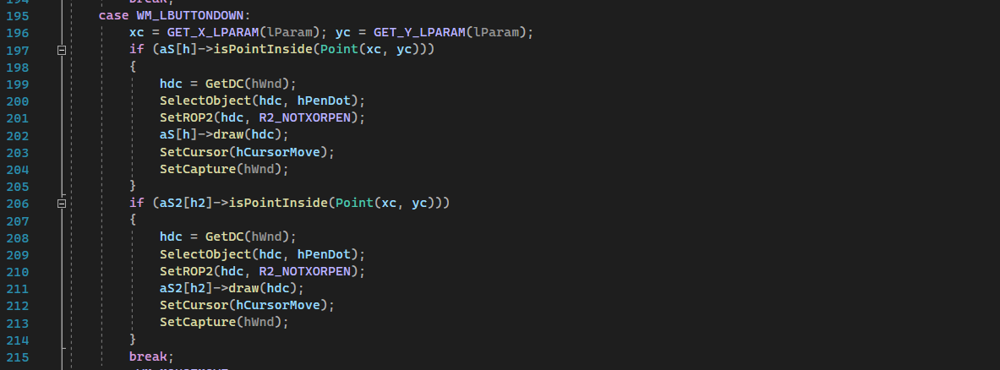 194 break;
195 case WM_LBUTTONDOWN:
196 xc = GET_X_LPARAM(lParam); yc = GET_Y_LPARAM(lParam);
197 if (aS[h]->isPointInside(Point(xc, yc)))
198 {
199 hdc = GetDC(hWnd);
200 SelectObject(hdc, hPenDot);
201 SetROP2(hdc, R2_NOTXORPEN);
202 aS[h]->draw(hdc);
203 SetCursor(hCursorMove);
204 SetCapture(hWnd);
205 }
206 if (aS2[h2]->isPointInside(Point(xc, yc)))
207 {
208 hdc = GetDC(hWnd);
209 SelectObject(hdc, hPenDot);
210 SetROP2(hdc, R2_NOTXORPEN);
211 aS2[h2]->draw(hdc);
212 SetCursor(hCursorMove);
213 SetCapture(hWnd);
214 }
215 break;